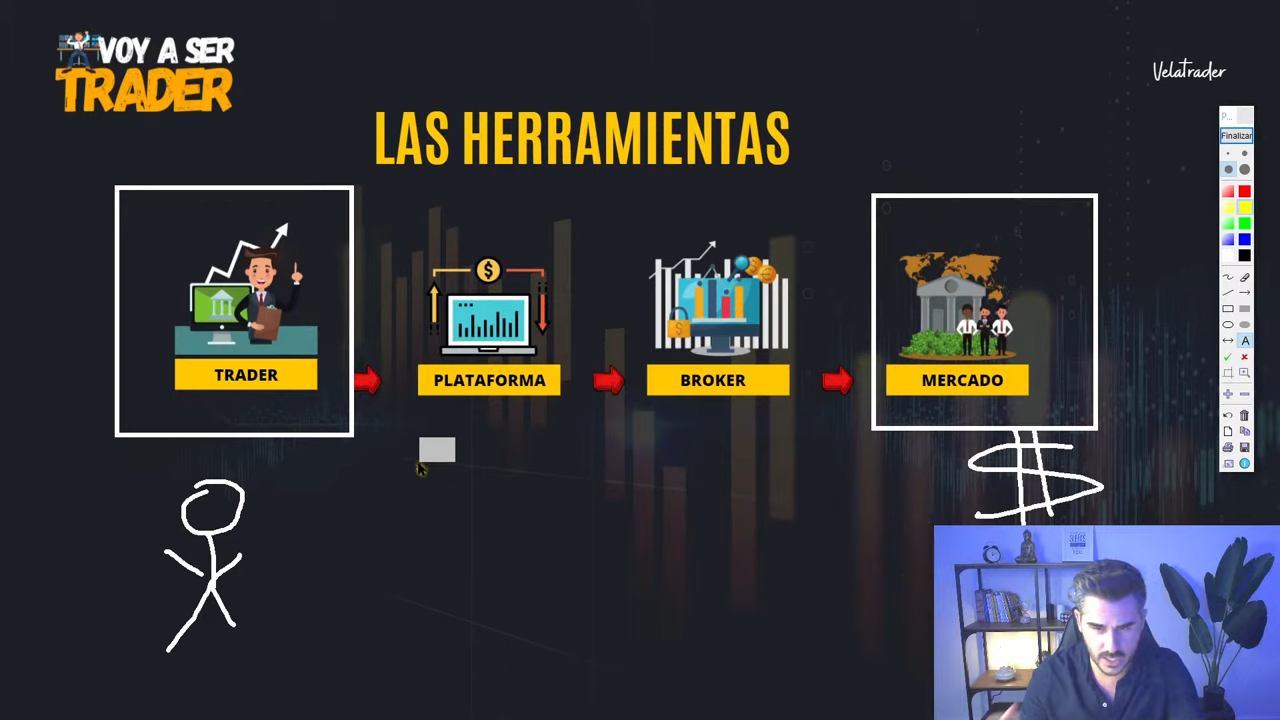 VOY A SER
TRADER
Velatrader
LAS HERRAMIENTAS
P...
Finalizar
A
TRADER
PLATAFORMA
BROKER
MERCADO
$